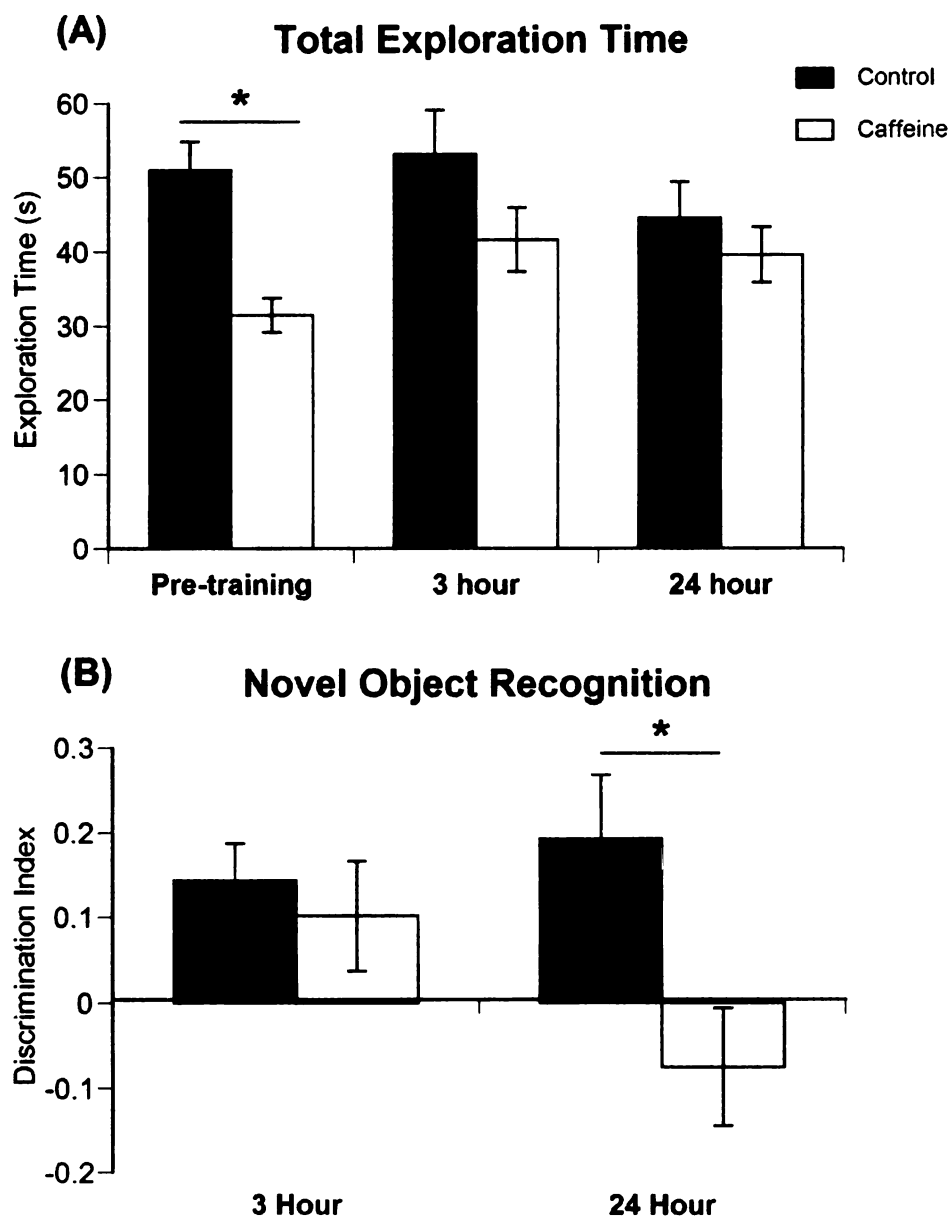 (A)
Total Exploration Time
Control
Caffeine
*
Exploration Time (s)
60
50
40
30
20
10
0
Pre-training 3 hour 24 hour
(B)
Novel Object Recognition
*
Discrimination Index
0.3
0.2
0.1
0
-0.1
-0.2
3 Hour 24 Hour